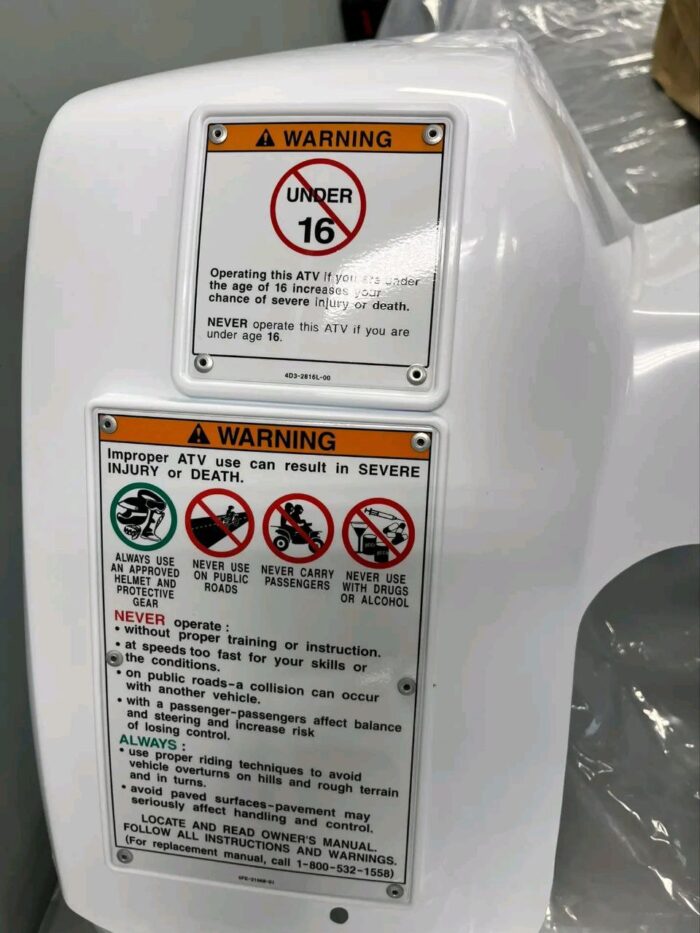 WARNING
UNDER
16
Operating this ATV if you are under
the age of 16 increases your
chance of severe injury or death.
NEVER operate this ATV if you are
under age 16.
4D3-2816L-00
WARNING
Improper ATV use can result in SEVERE
INJURY or DEATH.
ALWAYS USE
AN APPROVED
HELMET AND
PROTECTIVE
GEAR
NEVER USE
ON PUBLIC
ROADS
NEVER CARRY
PASSENGERS
NEVER USE
WITH DRUGS
OR ALCOHOL
NEVER operate :
• without proper training or instruction.
• at speeds too fast for your skills or
the conditions.
• on public roads-a collision can occur
with another vehicle.
• with a passenger-passengers affect balance
and steering and increase risk
of losing control.
ALWAYS :
• use proper riding techniques to avoid
vehicle overturns on hills and rough terrain
and in turns.
• avoid paved surfaces-pavement may
seriously affect handling and control.
LOCATE AND READ OWNER'S MANUAL.
FOLLOW ALL INSTRUCTIONS AND WARNINGS.
(For replacement manual, call 1-800-532-1558)